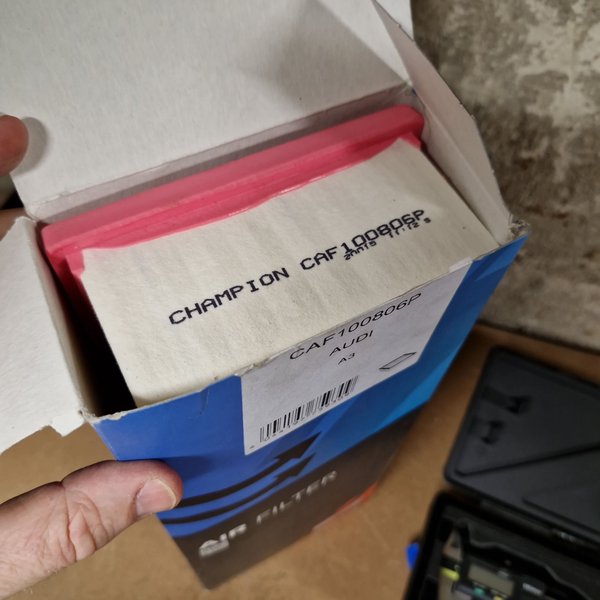 CHAMPION CAF100806P
CAF100806P
AUDI
A3
AIR FILTER